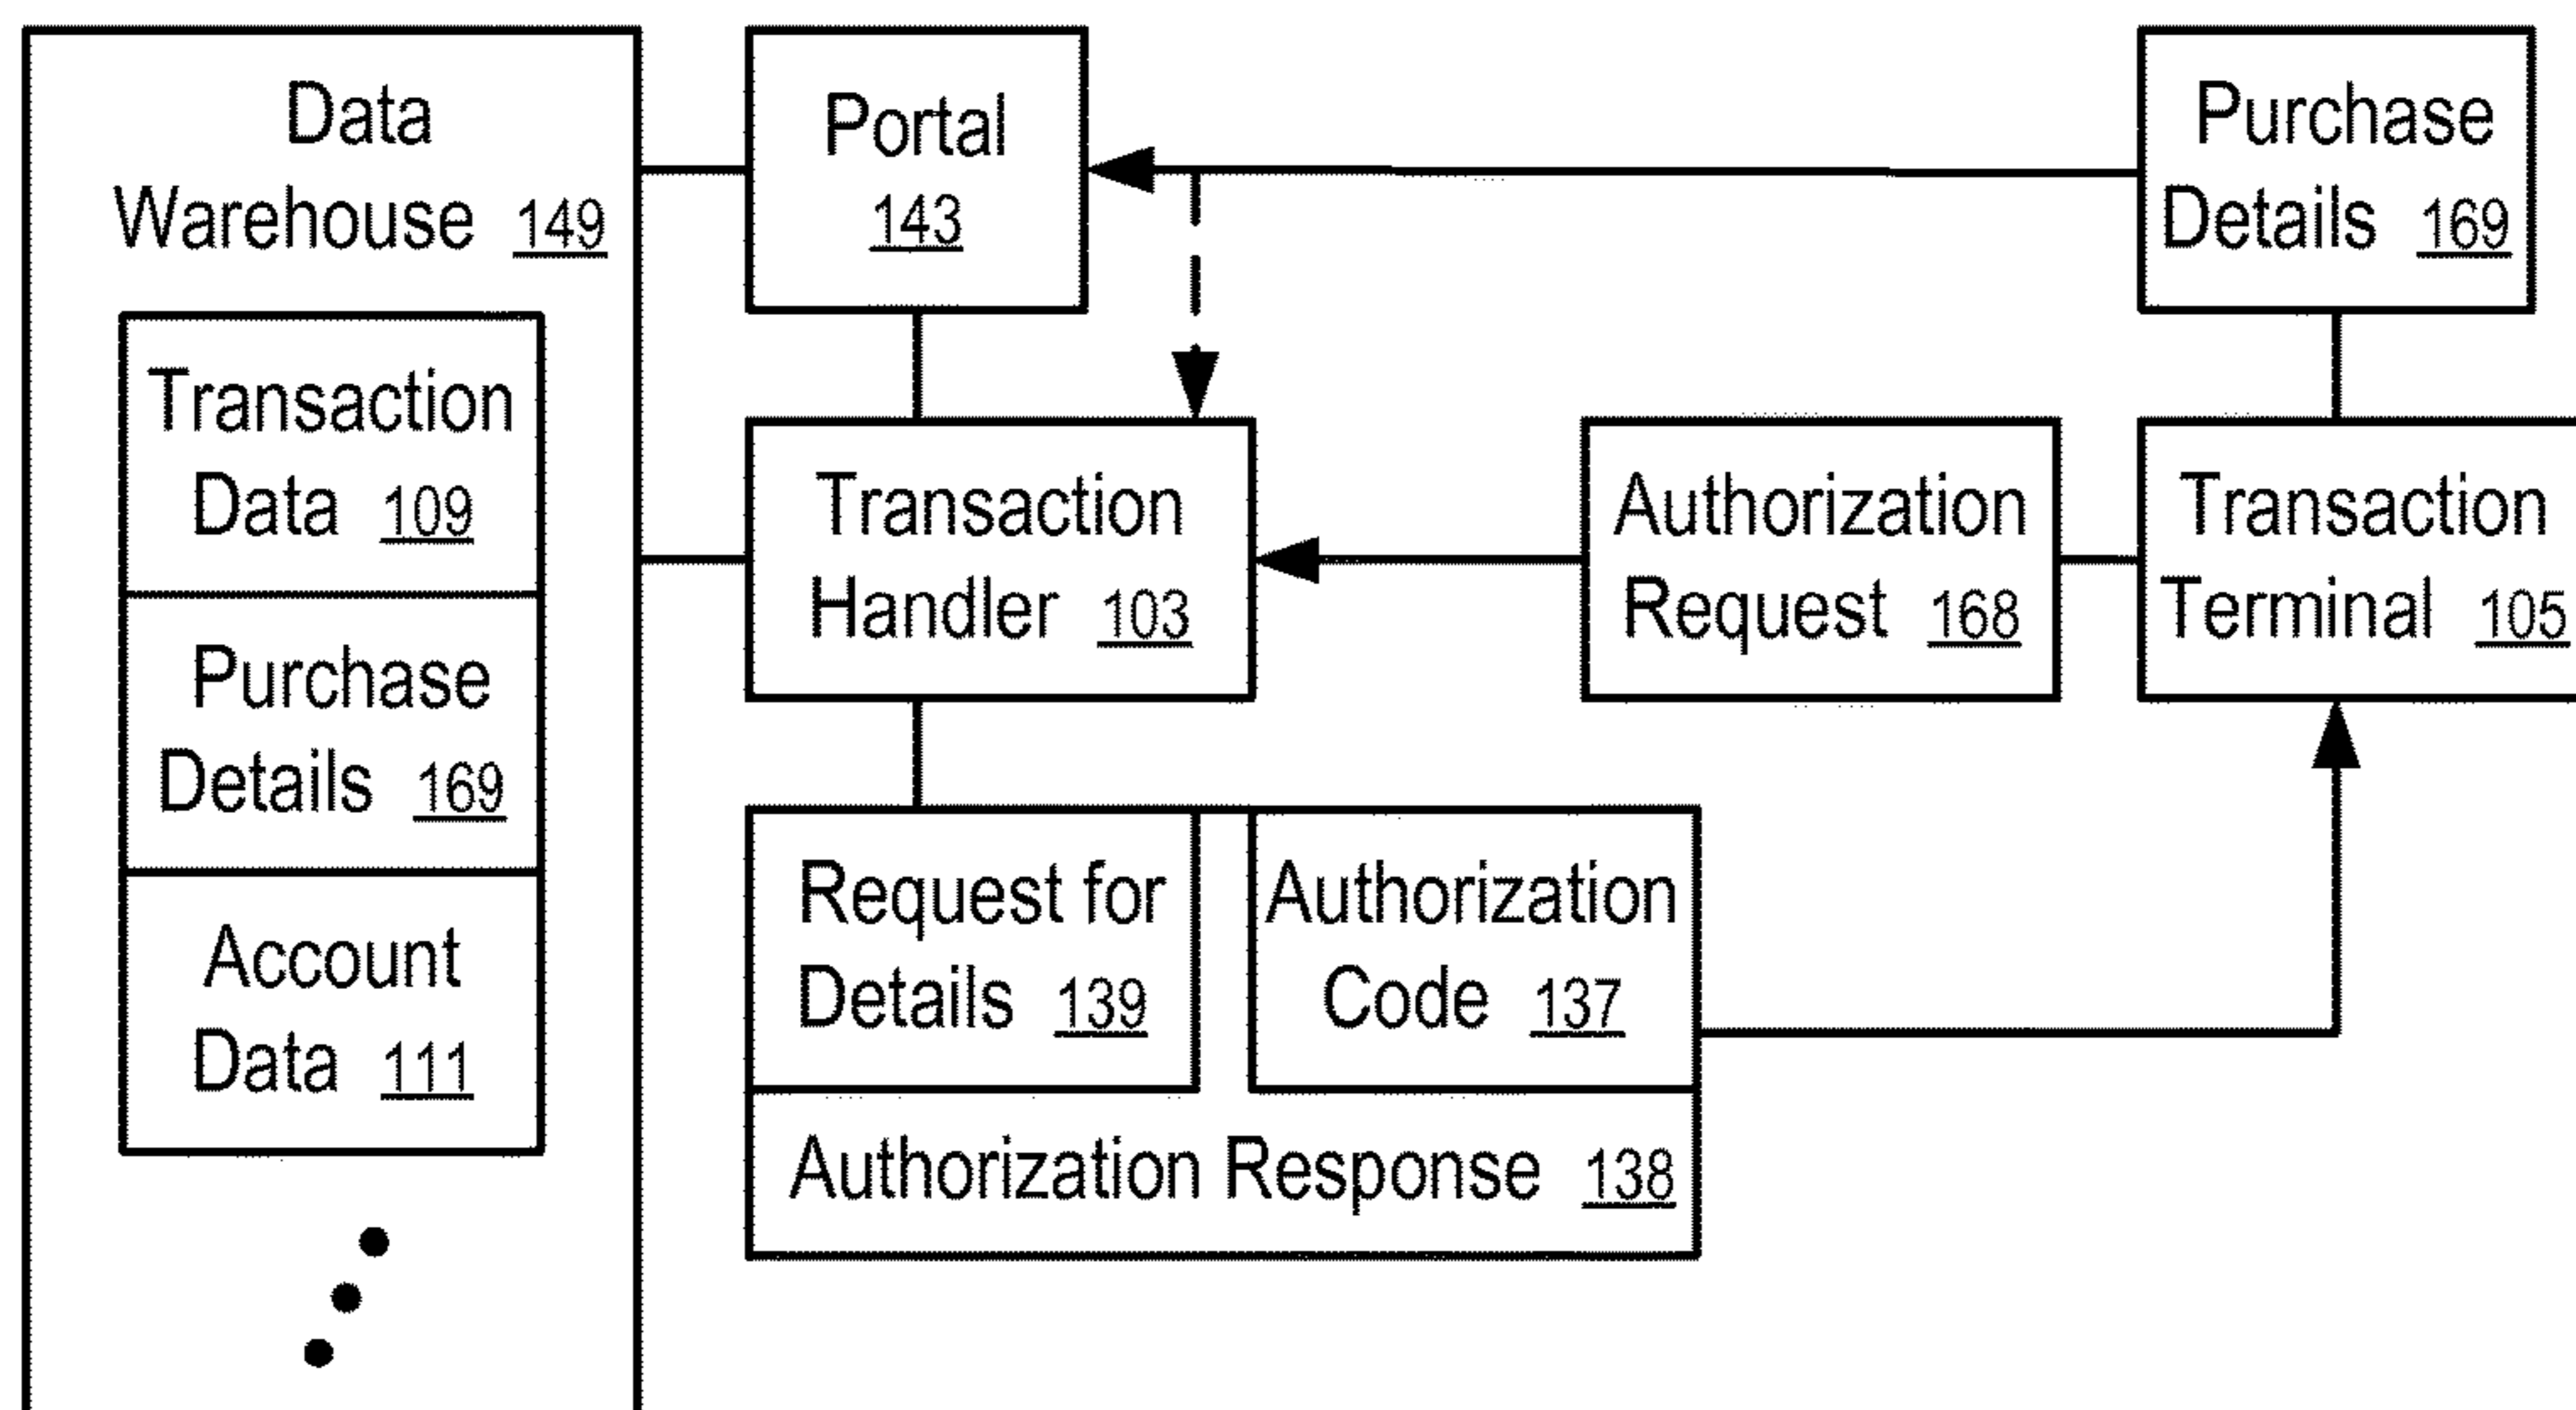 Data
Warehouse 149
Transaction
Data 109
Purchase
Details 169
Account
Data 111
Portal
143
Purchase
Details 169
Transaction
Handler 103
Authorization
Request 168
Transaction
Terminal 105
Request for
Details 139
Authorization
Code 137
Authorization Response 138